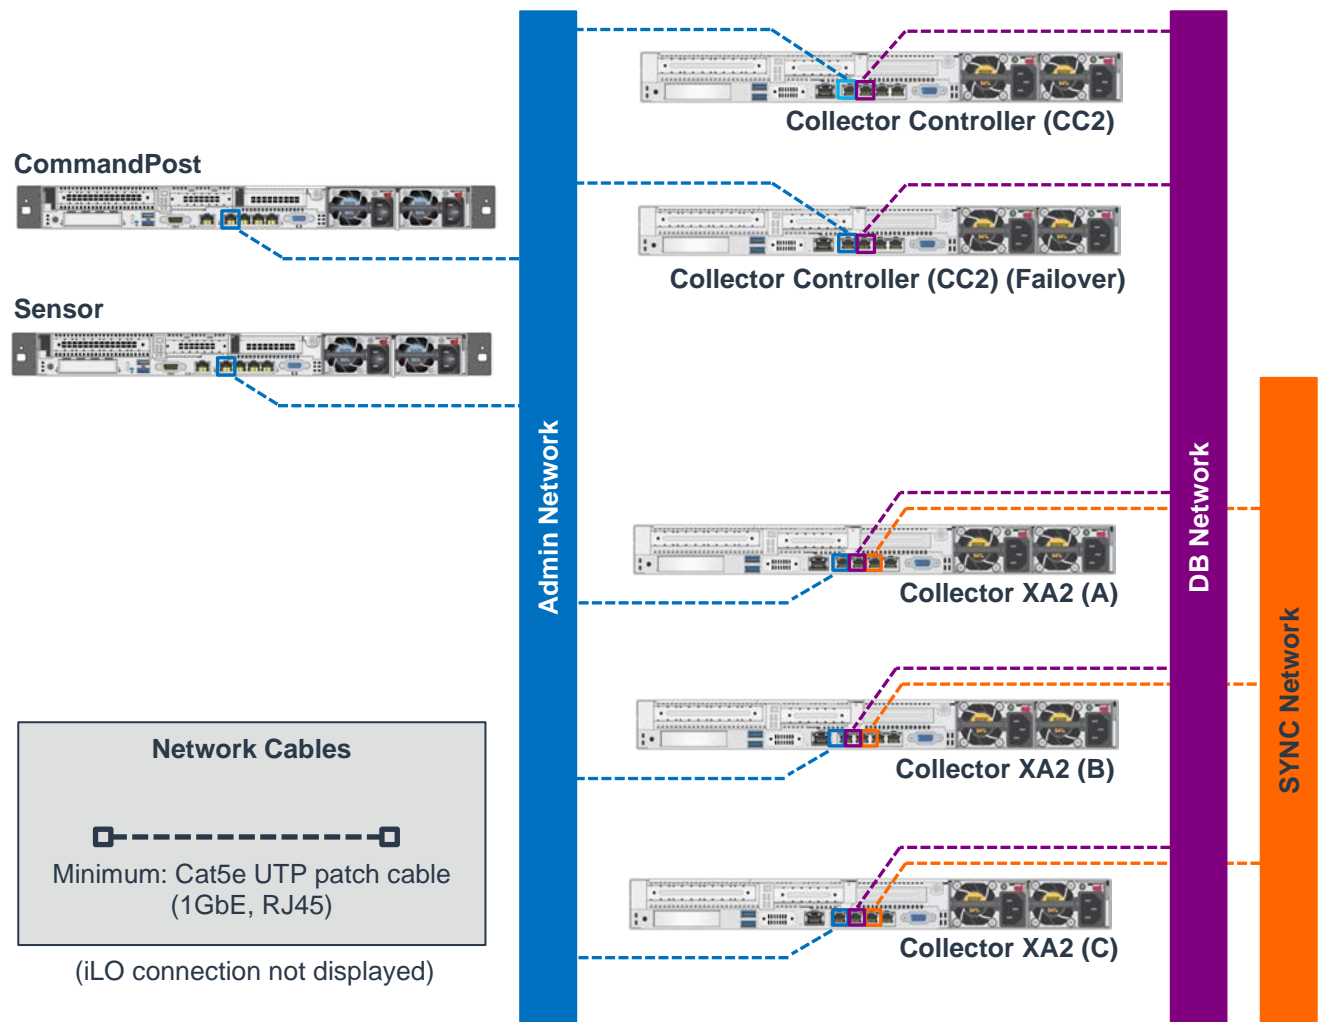 Collector Controller (CC2)
CommandPost
Collector Controller (CC2) (Failover)
Sensor
Admin Network
DB Network
SYNC Network
Collector XA2 (A)
Collector XA2 (B)
Collector XA2 (C)
Network Cables
Minimum: Cat5e UTP patch cable
(1GbE, RJ45)
(iLO connection not displayed)